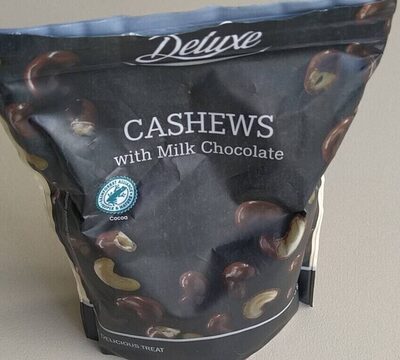 Deluxe
CASHEWS
with Milk Chocolate
Cocoa
DELICIOUS TREAT